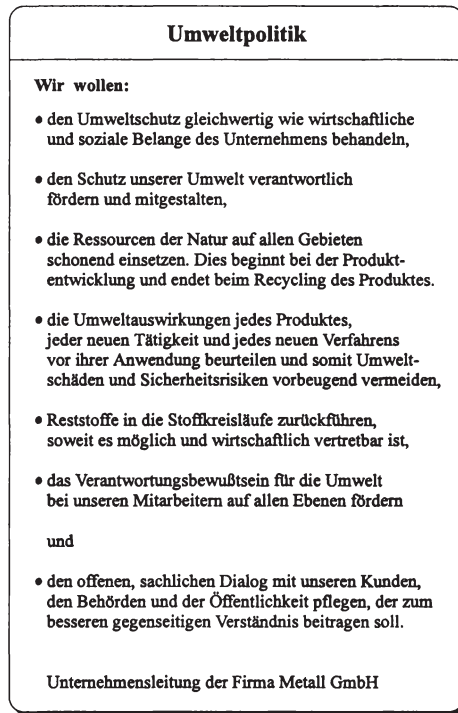 Umweltpolitik
Wir wollen:
• den Umweltschutz gleichwertig wie wirtschaftliche
und soziale Belange des Unternehmens behandeln,
• den Schutz unserer Umwelt verantwortlich
fördern und mitgestalten,
• die Ressourcen der Natur auf allen Gebieten
schonend einsetzen. Dies beginnt bei der Produkt-
entwicklung und endet beim Recycling des Produktes.
• die Umweltauswirkungen jedes Produktes,
jeder neuen Tätigkeit und jedes neuen Verfahrens
vor ihrer Anwendung beurteilen und somit Umwelt-
schäden und Sicherheitsrisiken vorbeugend vermeiden,
• Reststoffe in die Stoffkreisläufe zurückführen,
soweit es möglich und wirtschaftlich vertretbar ist,
• das Verantwortungsbewußtsein für die Umwelt
bei unseren Mitarbeitern auf allen Ebenen fördern
und
• den offenen, sachlichen Dialog mit unseren Kunden,
den Behörden und der Öffentlichkeit pflegen, der zum
besseren gegenseitigen Verständnis beitragen soll.
Unternehmensleitung der Firma Metall GmbH